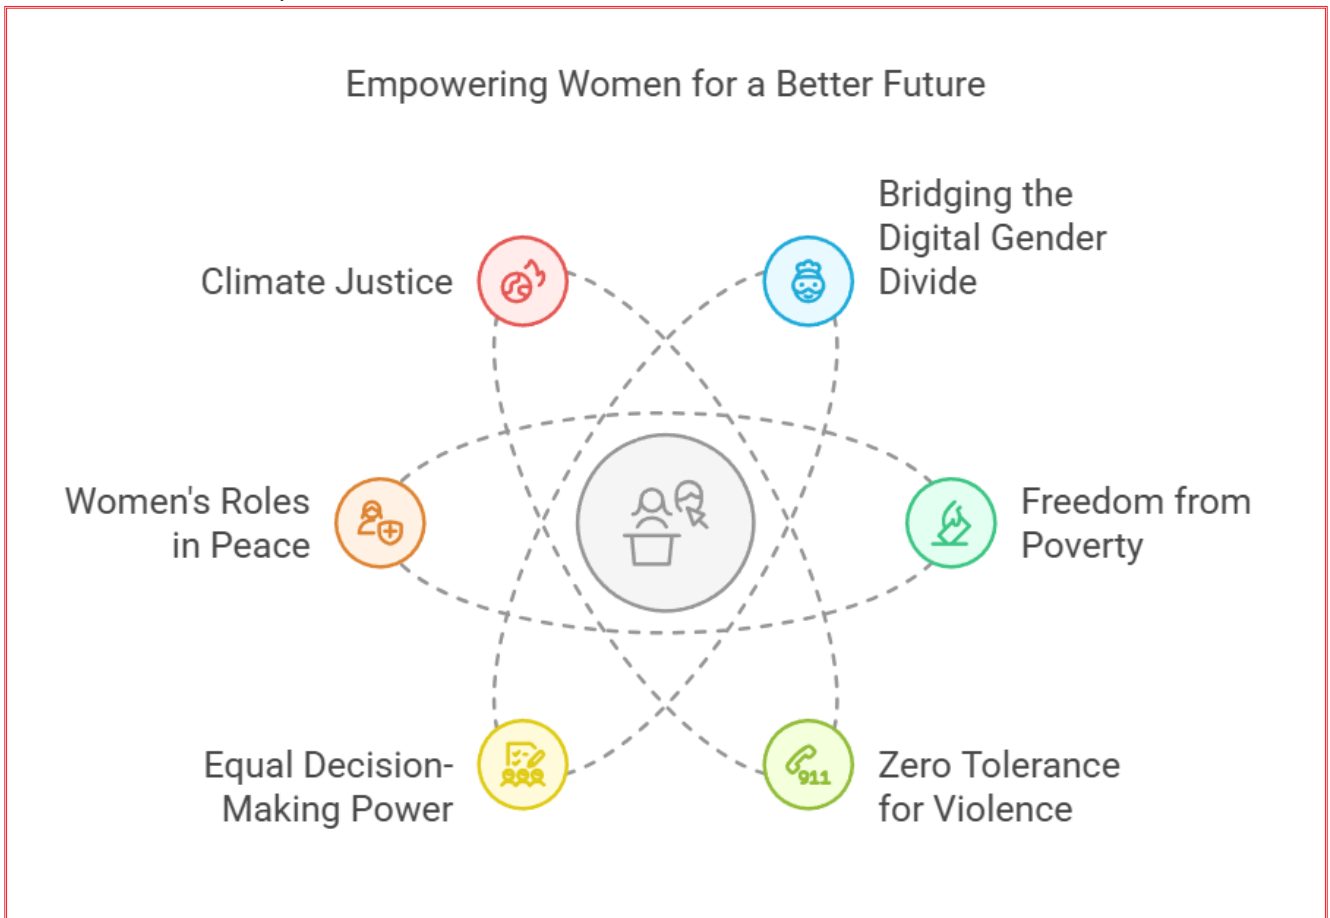 Empowering Women for a Better Future
Bridging the
Digital Gender
Divide
Climate Justice
Women's Roles
in Peace
Freedom from
Poverty
Equal Decision-
Making Power
911
Zero Tolerance
for Violence